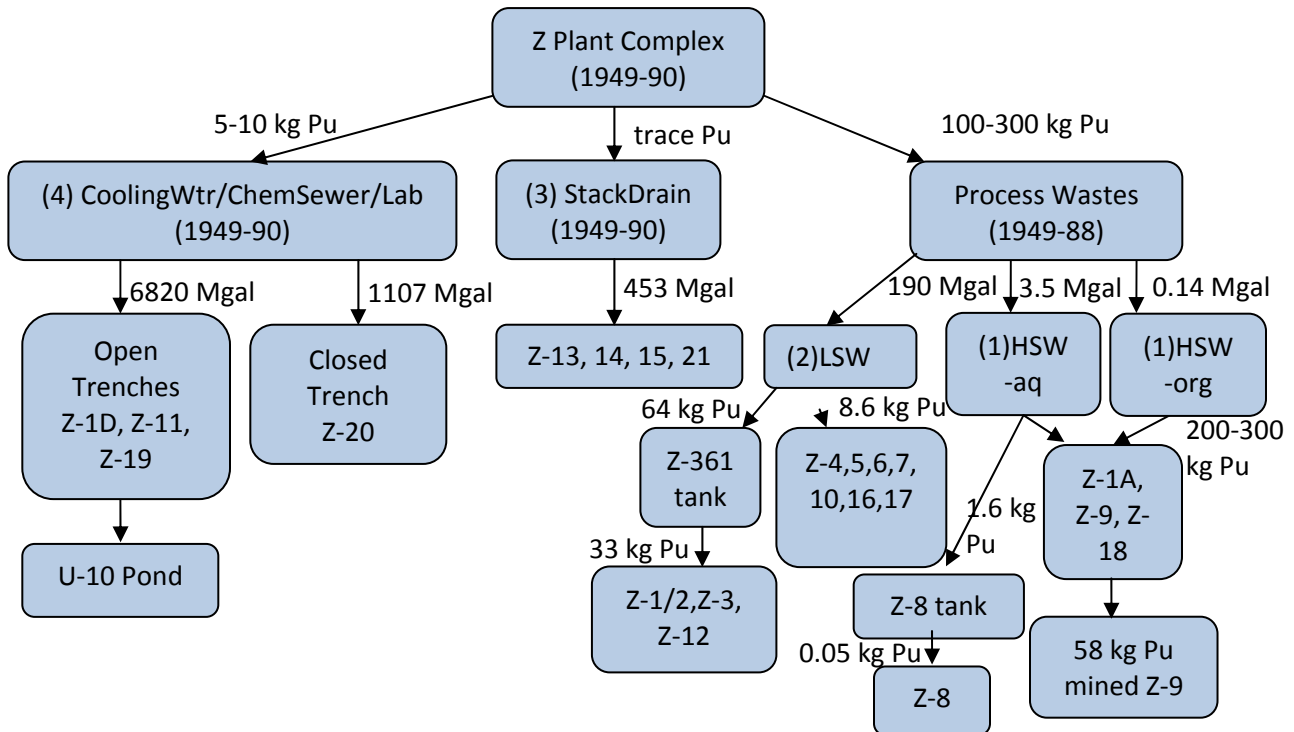 Z Plant Complex
(1949-90)
5-10 kg Pu
trace Pu
100-300 kg Pu
(4) CoolingWtr/ChemSewer/Lab
(1949-90)
(3) StackDrain
(1949-90)
Process Wastes
(1949-88)
6820 Mgal
1107 Mgal
453 Mgal
190 Mgal
3.5 Mgal
0.14 Mgal
Open
Trenches
Z-1D, Z-11,
Z-19
Closed
Trench
Z-20
Z-13, 14, 15, 21
(2)LSW
(1)HSW
-aq
(1)HSW
-org
64 kg Pu
8.6 kg Pu
200-300
kg Pu
Z-361
tank
Z-4,5,6,7,
10,16,17
Z-1A,
Z-9, Z-
18
1.6 kg
Pu
U-10 Pond
33 kg Pu
Z-1/2,Z-3,
Z-12
Z-8 tank
0.05 kg Pu
Z-8
58 kg Pu
mined Z-9